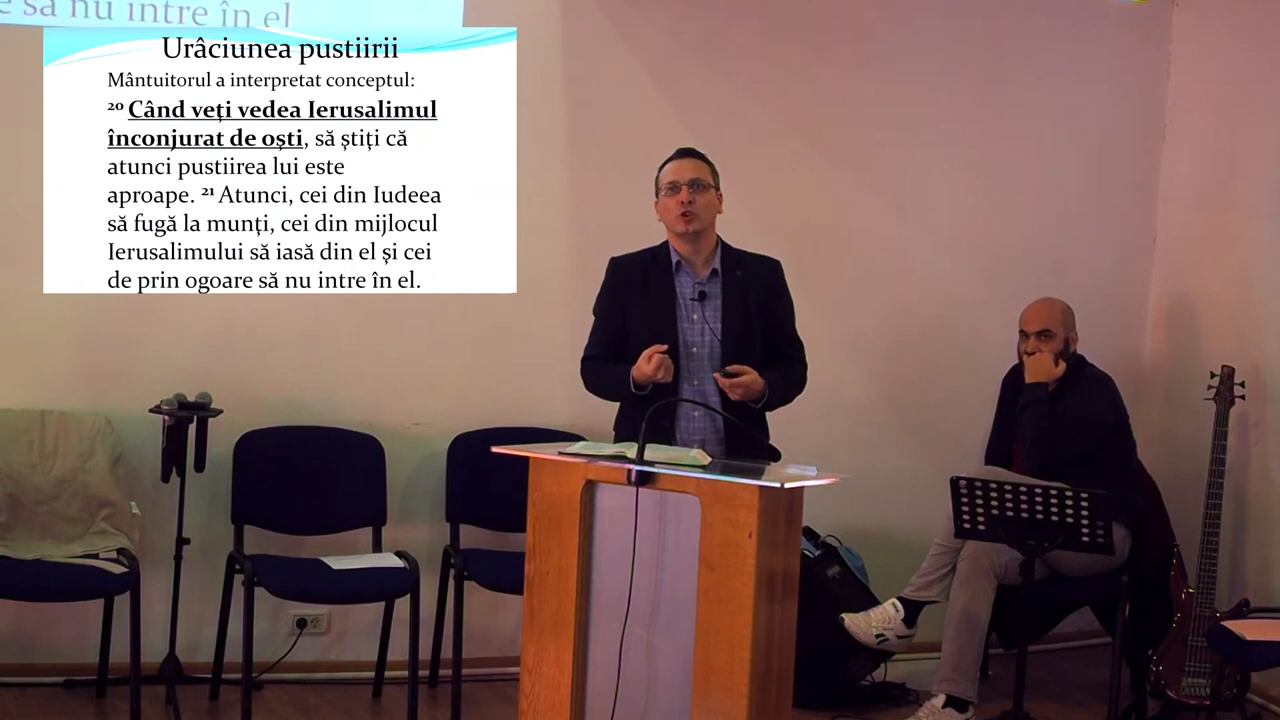 e să nu intre în el
Urâciunea pustiirii
Mântuitorul a interpretat conceptul:
20 Când veți vedea Ierusalimul
înconjurat de oști, să știți că
atunci pustiirea lui este
aproape. 21 Atunci, cei din Iudeea
să fugă la munți, cei din mijlocul
Ierusalimului să iasă din el și cei
de prin ogoare să nu intre în el.